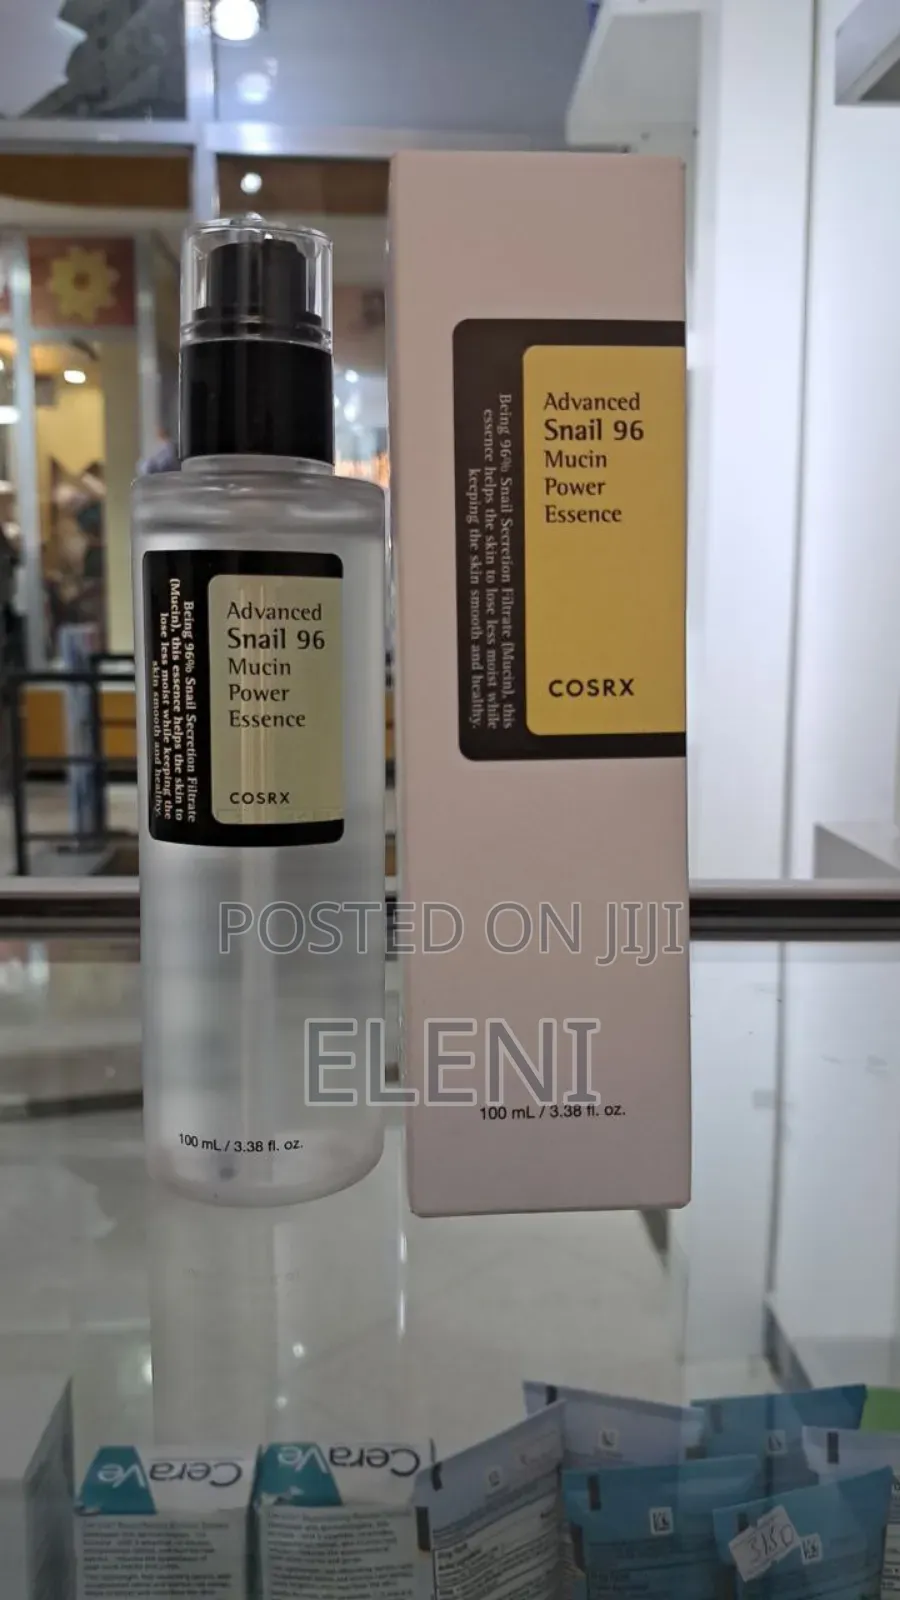 Advanced
Snail 96
Mucin
Power
Essence
COSRX
Being 96% Snail Secretion Filtrate
(Mucin), this essence helps the skin to
lose less moist while keeping the
skin smooth and healthy.
100 mL / 3.38 fl. oz.
Advanced
Snail 96
Mucin
Power
Essence
COSRX
Being 96% Snail Secretion Filtrate (Mucin), this
essence helps the skin to lose less moist while
keeping the skin smooth and healthy.
100 mL / 3.38 fl. oz.
POSTED ON JIJI
ELENI
CeraVe
CeraVe